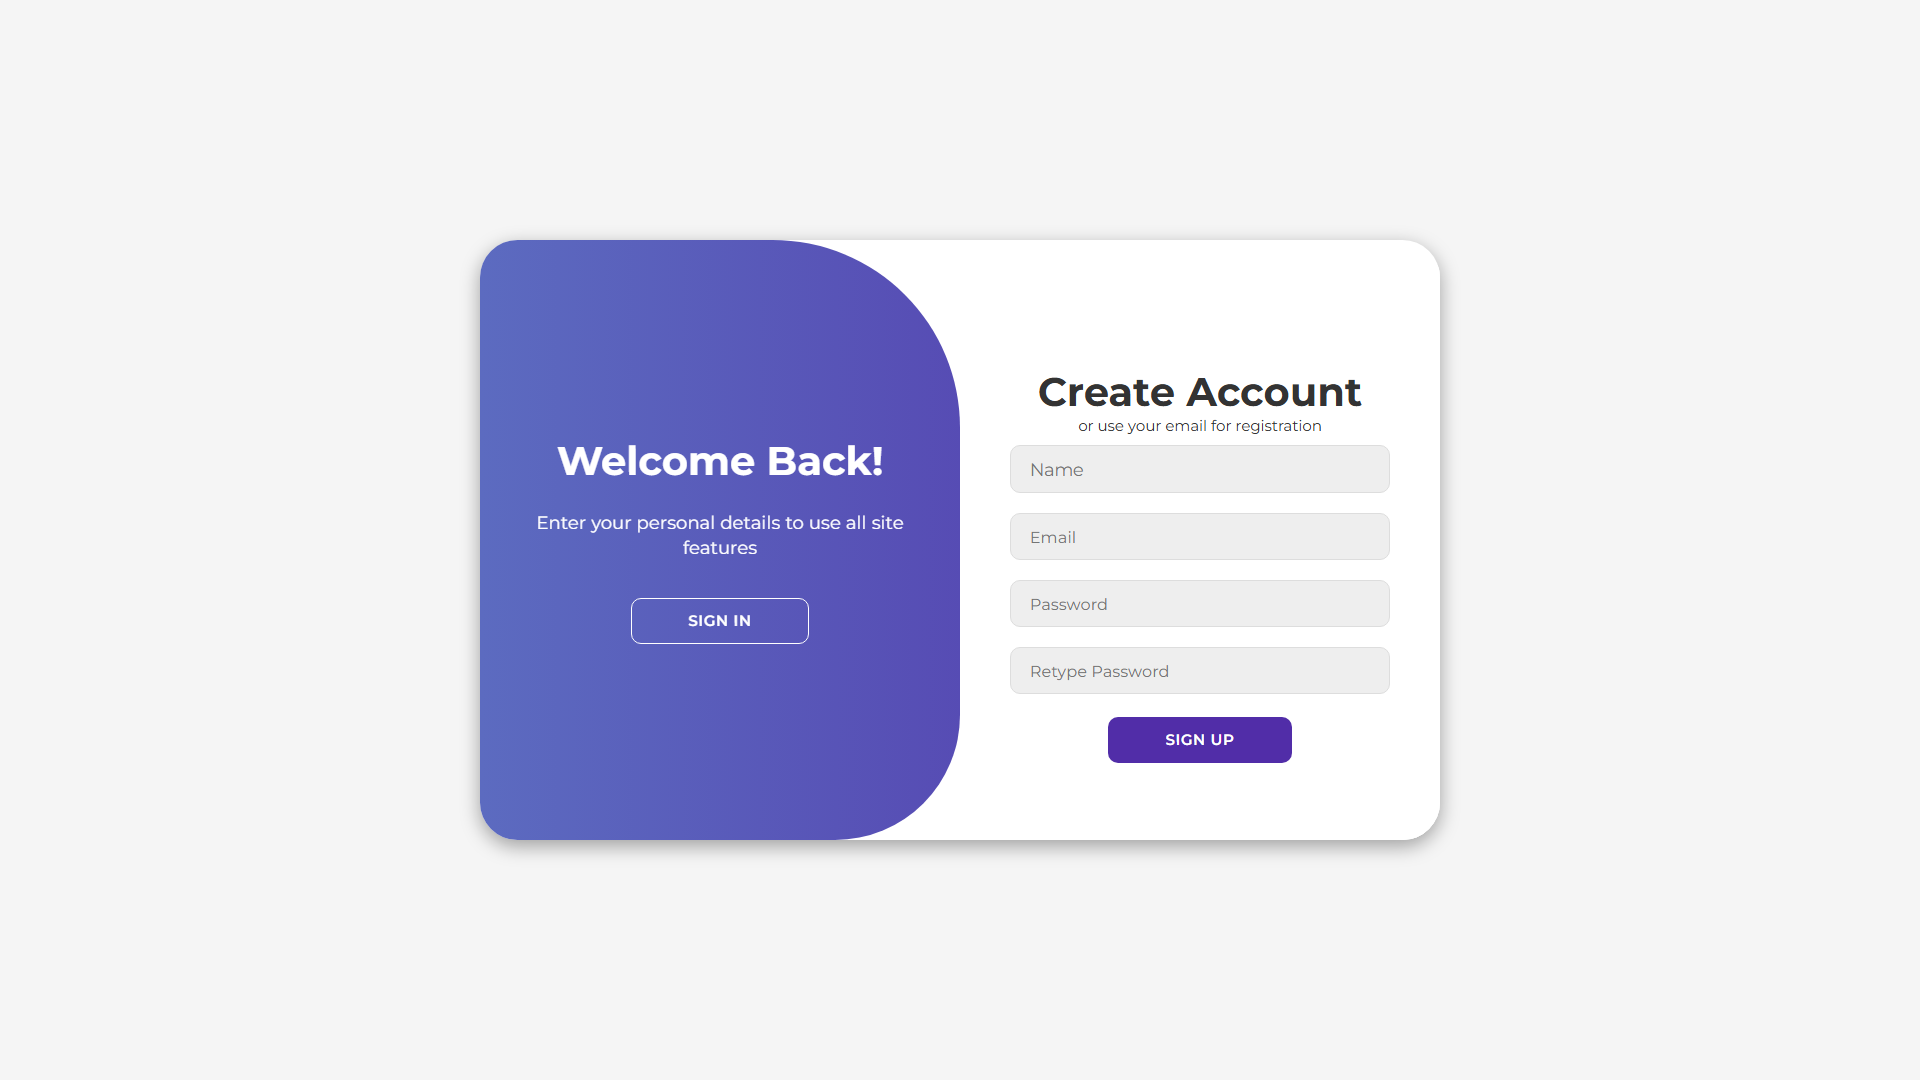 Welcome Back!
Enter your personal details to use all site
features
SIGN IN
Create Account
or use your email for registration
Name
Email
Password
Retype Password
SIGN UP